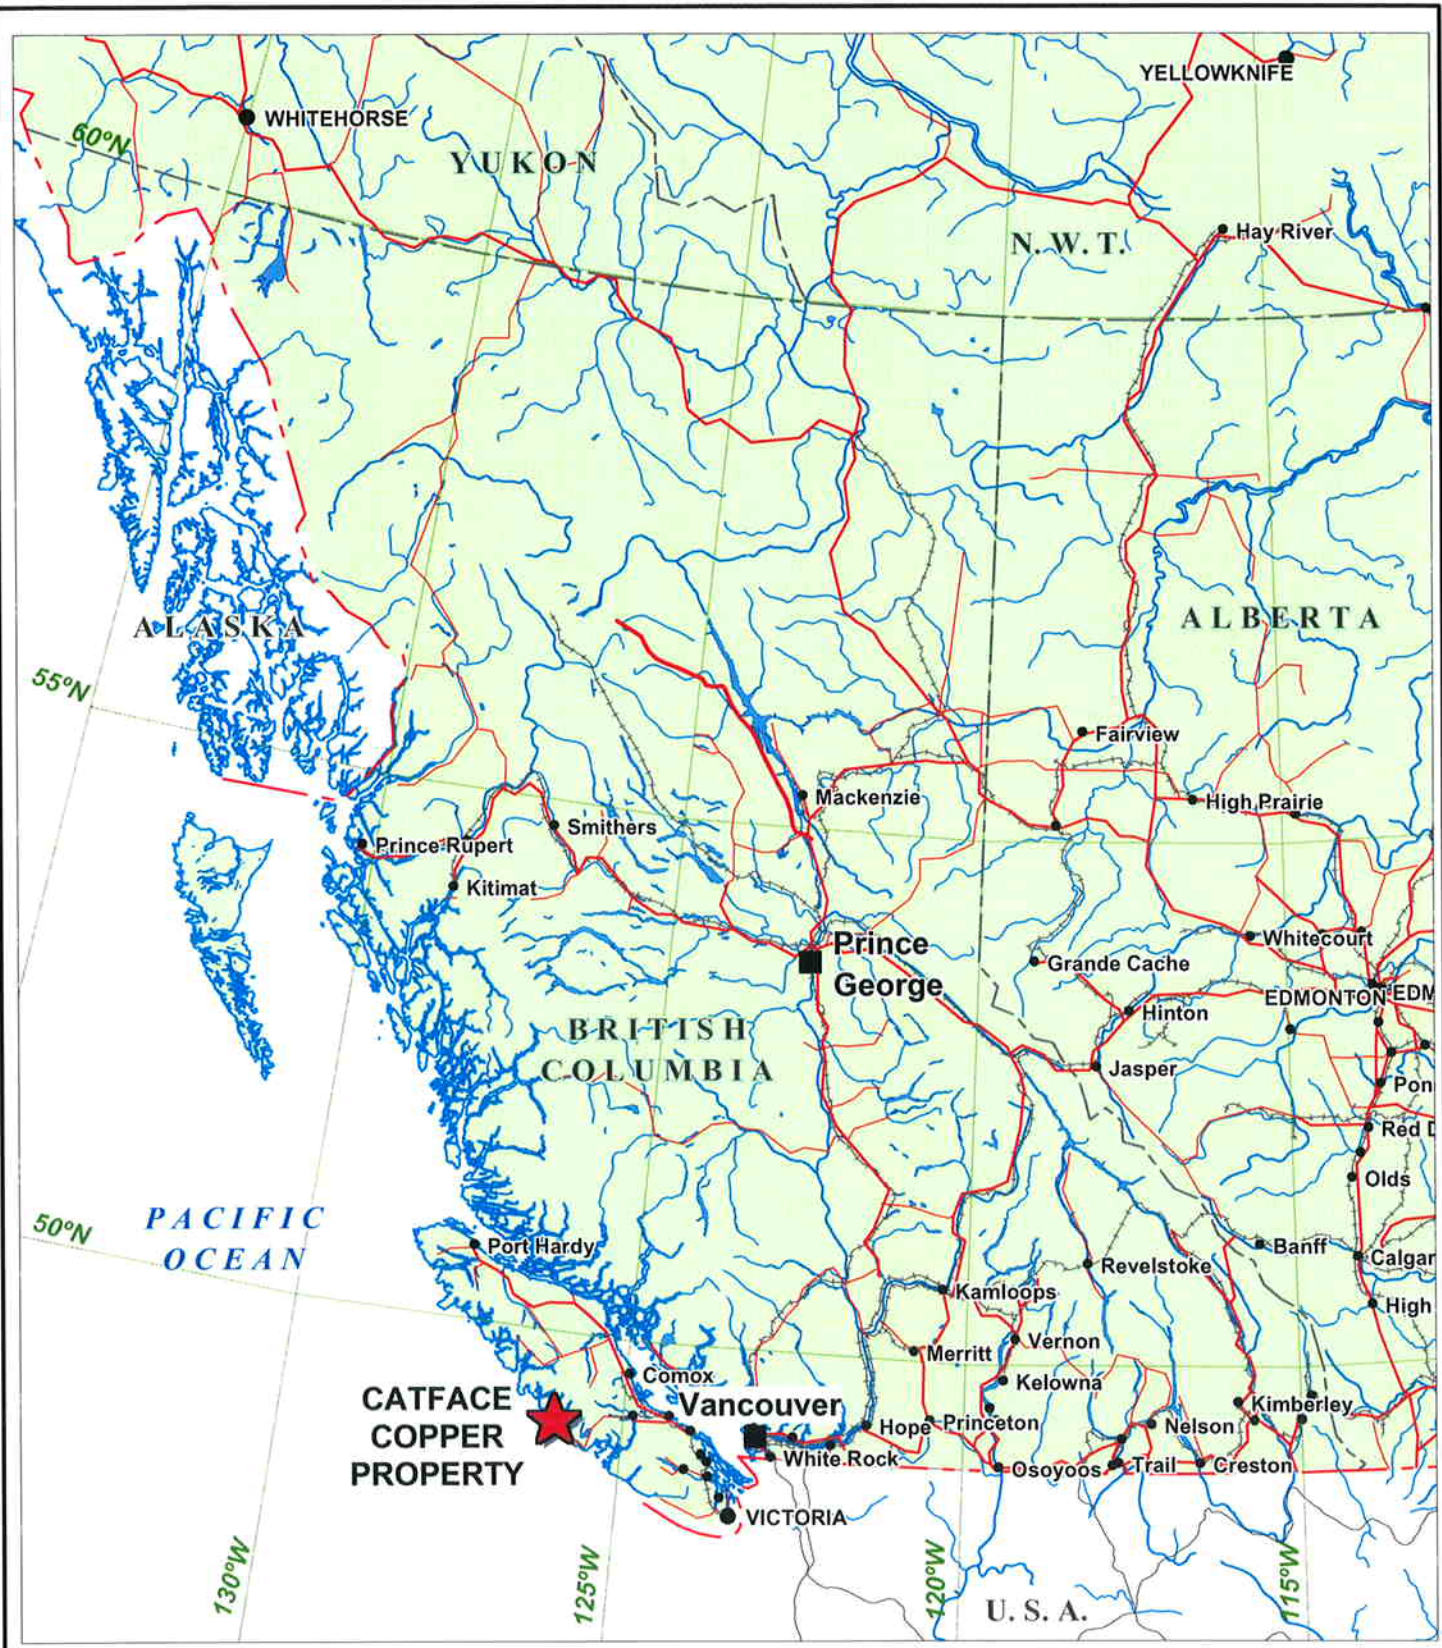 YELLOWKNIFE
WHITEHORSE
60°N
YUKON
N. W. T.
Hay River
ALASKA
ALBERTA
55°N
Fairview
Mackenzie
High Prairie
Smithers
Prince Rupert
Kitimat
Prince
George
Whitecourt
Grande Cache
EDMONTON
EDM
Hinton
BRITISH
COLUMBIA
Jasper
Pon
Red D
Olds
PACIFIC
OCEAN
50°N
Port Hardy
Banff
Calgar
Revelstoke
Kamloops
High
Vernon
Merritt
Comox
Kelowna
CATFACE
COPPER
PROPERTY
Vancouver
Kimberley
Hope
Princeton
Nelson
White Rock
Osoyoos
Trail
Creston
VICTORIA
130°W
125°W
120°W
115°W
U. S. A.